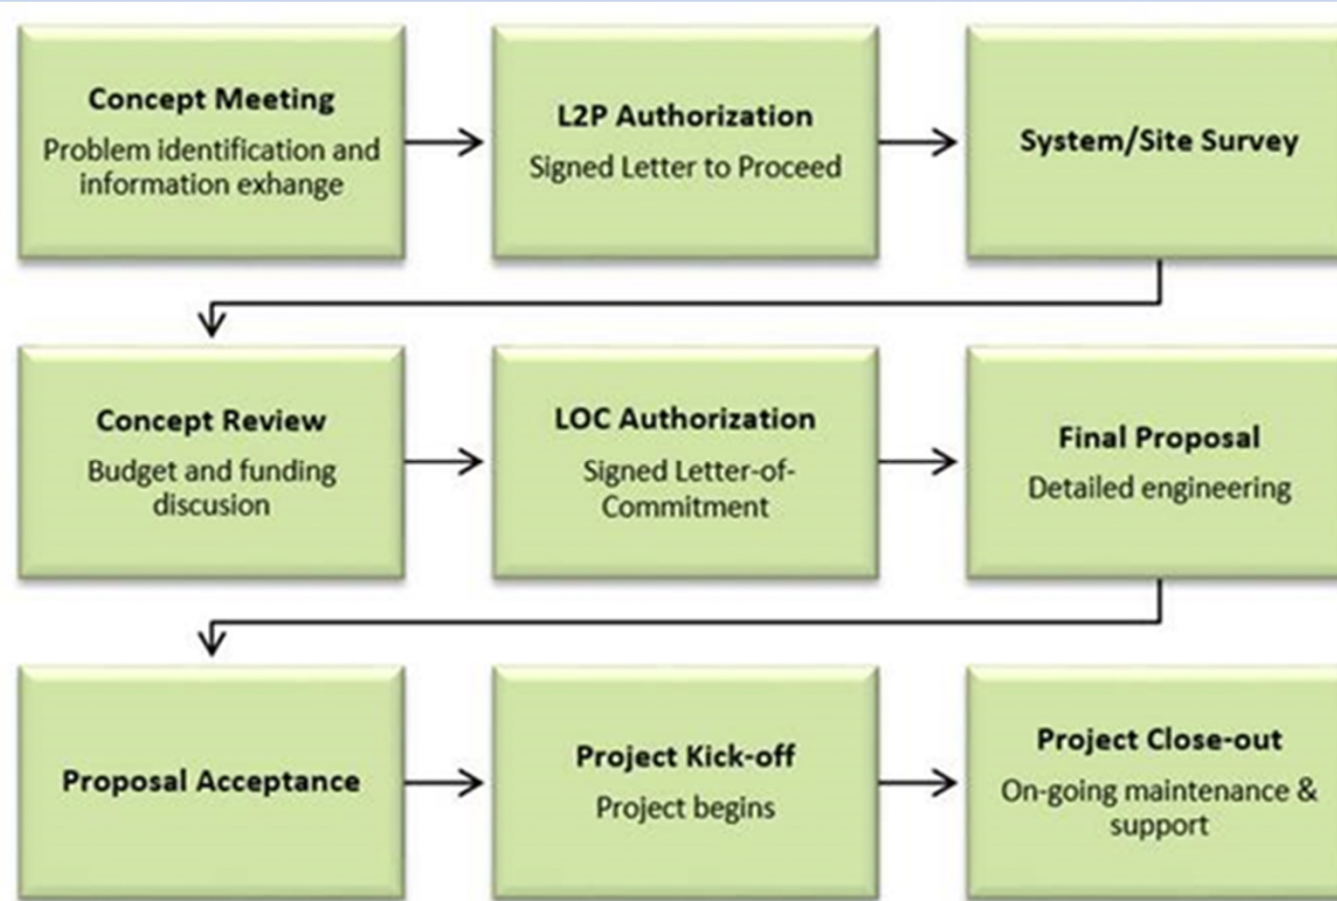 Concept Meeting
Problem identification and
information exhange
L2P Authorization
Signed Letter to Proceed
System/Site Survey
Concept Review
Budget and funding
discusion
LOC Authorization
Signed Letter-of-
Commitment
Final Proposal
Detailed engineering
Proposal Acceptance
Project Kick-off
Project begins
Project Close-out
On-going maintenance &
support